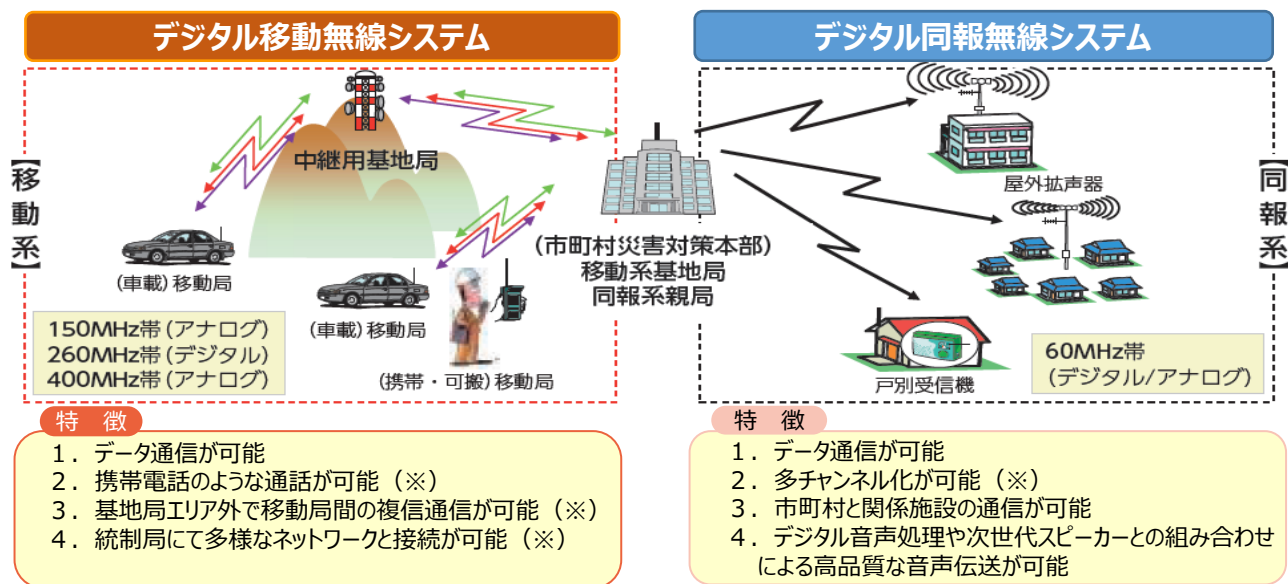 デジタル移動無線システム
デジタル同報無線システム
【移動系】
中継用基地局
(車載)移動局
(車載)移動局
(携帯・可搬)移動局
150MHz帯(アナログ)
260MHz帯(デジタル)
400MHz帯(アナログ)
(市町村災害対策本部)
移動系基地局
同報系親局
屋外拡声器
戸別受信機
60MHz帯
(デジタル/アナログ)
【同報系】
特 徴
1.データ通信が可能
2.携帯電話のような通話が可能(※)
3.基地局エリア外で移動局間の複信通信が可能(※)
4.統制局にて多様なネットワークと接続が可能(※)
特 徴
1.データ通信が可能
2.多チャンネル化が可能(※)
3.市町村と関係施設の通信が可能
4.デジタル音声処理や次世代スピーカーとの組み合わせ
による高品質な音声伝送が可能